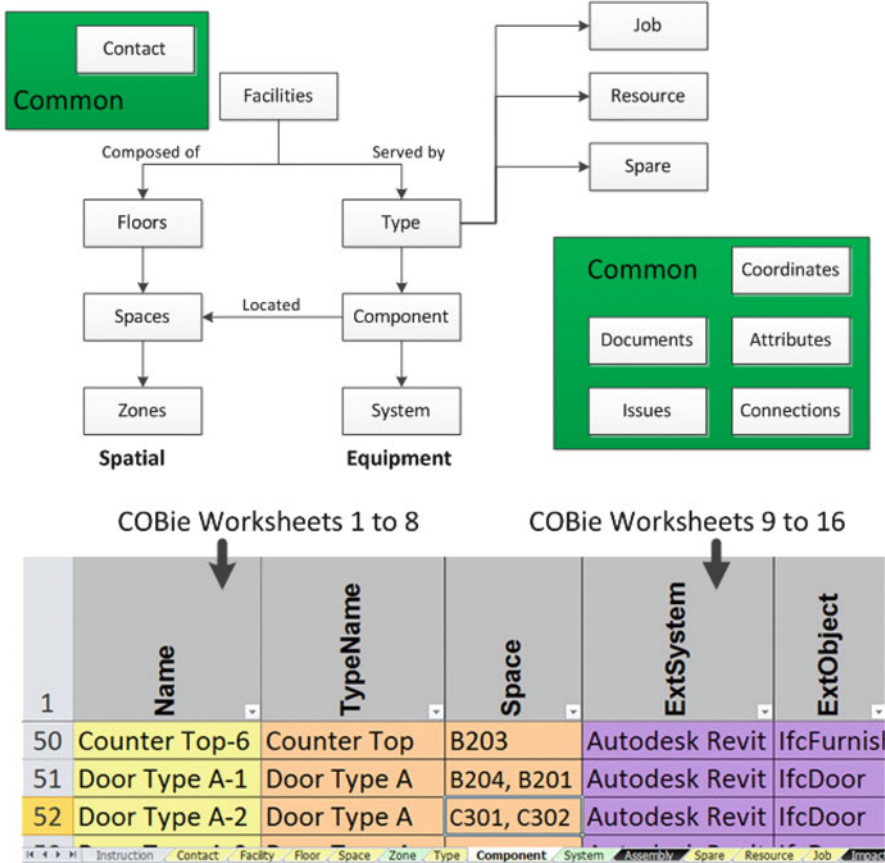 Contact
Common
Facilities
Job
Resource
Spare
Composed of
Served by
Floors
Type
Spaces
Located
Component
Zones
System
Spatial
Equipment
Common
Coordinates
Documents
Attributes
Issues
Connections
COBie Worksheets 1 to 8
COBie Worksheets 9 to 16
1 Name TypeName Space ExtSystem ExtObject
50 Counter Top-6 Counter Top B203 Autodesk Revit IfcFurnish
51 Door Type A-1 Door Type A B204, B201 Autodesk Revit IfcDoor
52 Door Type A-2 Door Type A C301, C302 Autodesk Revit IfcDoor
Instruction Contact Facility Floor Space Zone Type Component System Assembly Spare Resource Job Impac